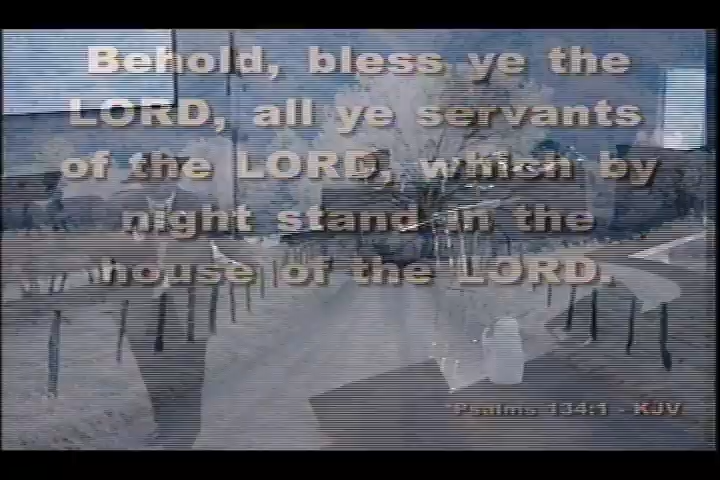 Behold, bless ye the
LORD, all ye servants
of the LORD, which by
night stand in the
house of the LORD.
*Psalms 134:1 - KJV